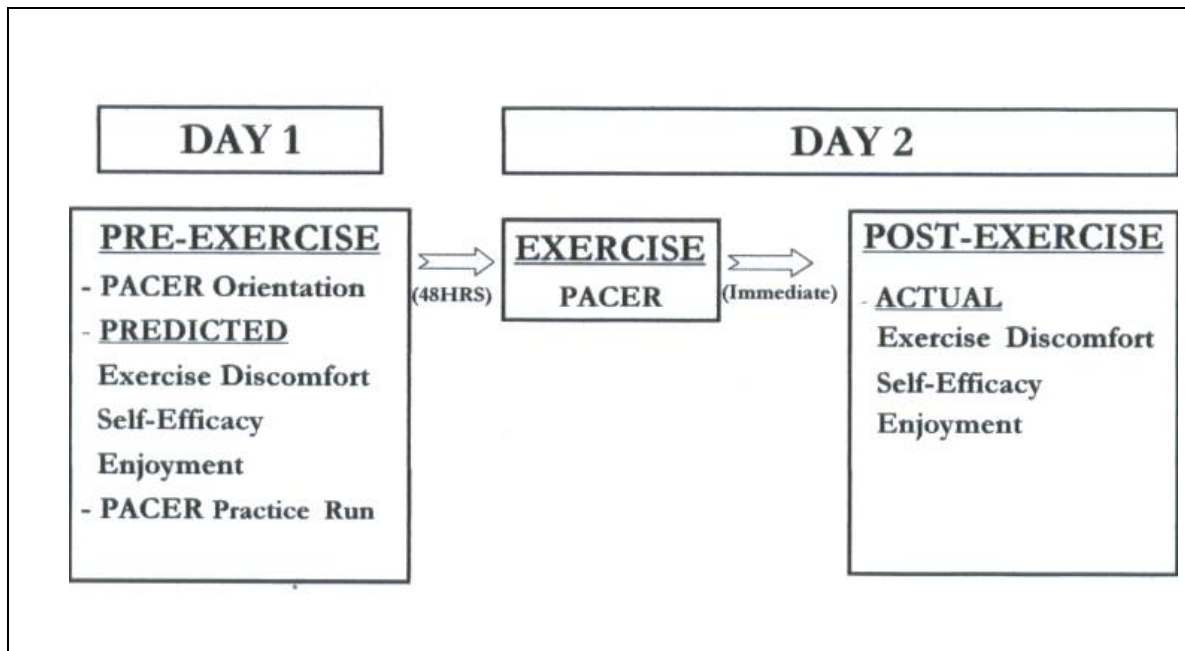 DAY 1
DAY 2
PRE-EXERCISE
- PACER Orientation
- PREDICTED
Exercise Discomfort
Self-Efficacy
Enjoyment
- PACER Practice Run
(48HRS)
EXERCISE
PACER
(Immediate)
POST-EXERCISE
- ACTUAL
Exercise Discomfort
Self-Efficacy
Enjoyment